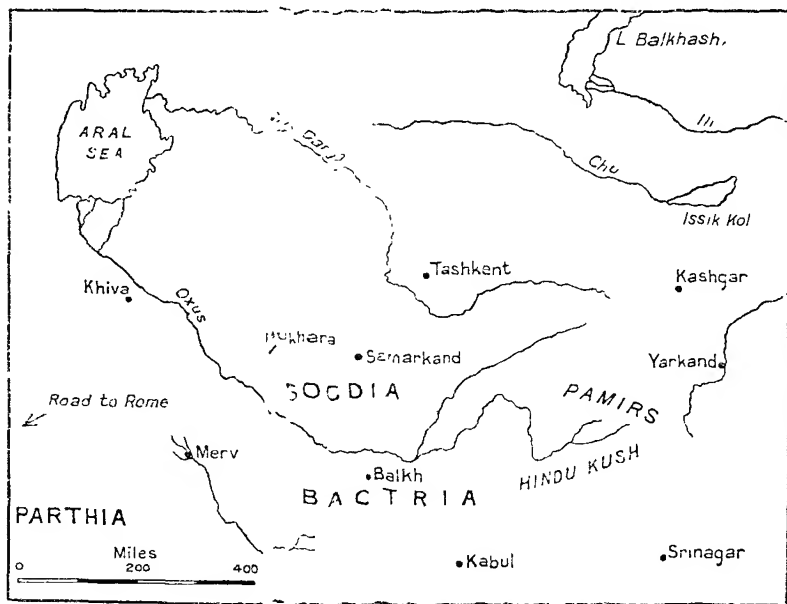 L Balkhash.
ARAL
SEA
Ili
Chu
Issik Kol
Tashkent
Kashgar
Khiva
Oxus
Bukhara
Samarkand
Yarkand
SOGDIA
Road to Rome
PAMIRS
Merv
HINDU KUSH
Balkh
BACTRIA
PARTHIA
Miles
Kabul
Srinagar
0 200 400